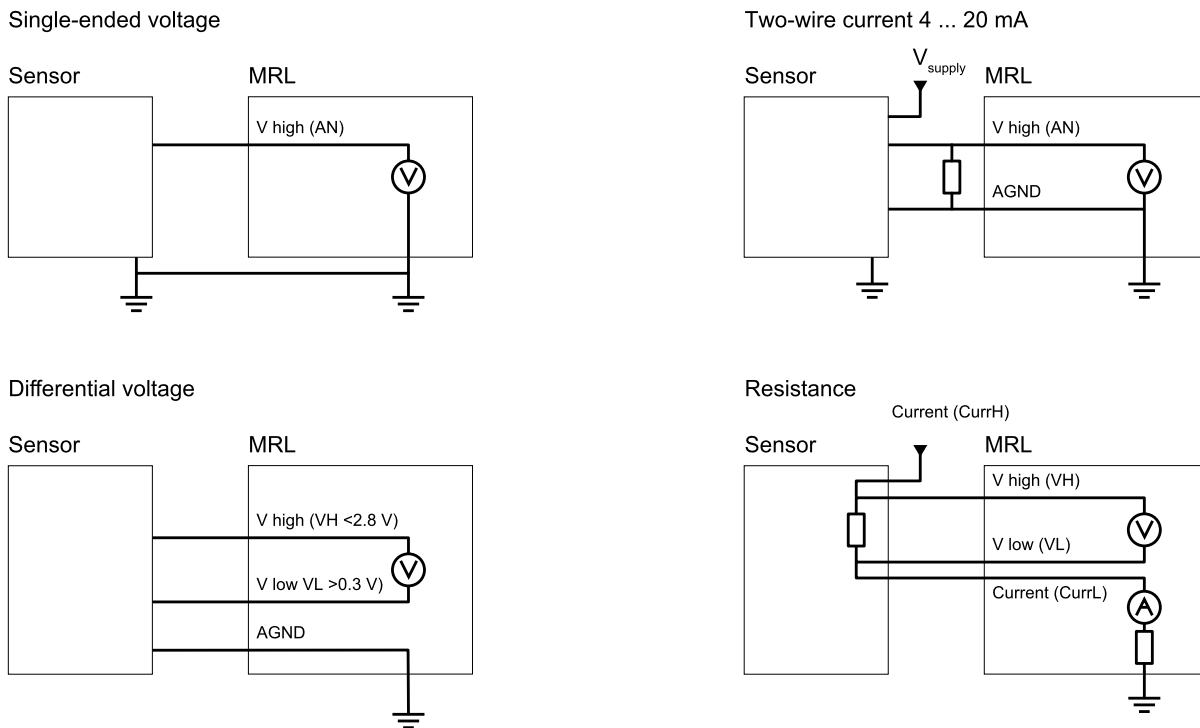 Single-ended voltage
Sensor
MRL
V high (AN)
V
Two-wire current 4 ... 20 mA
Vsupply
Sensor
MRL
V high (AN)
V
AGND
Differential voltage
Sensor
MRL
V high (VH <2.8 V)
V
V low VL >0.3 V)
AGND
Resistance
Current (CurrH)
Sensor
MRL
V high (VH)
V
V low (VL)
Current (CurrL)
A